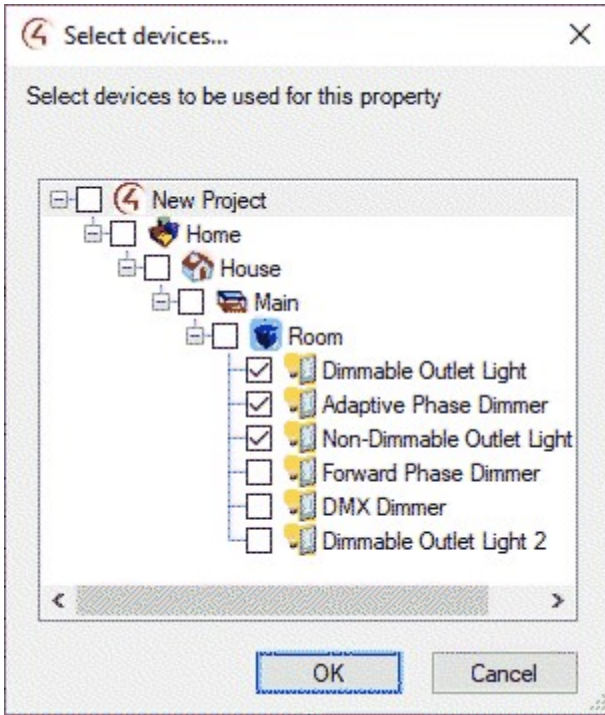 Select devices...
Select devices to be used for this property
New Project
Home
House
Main
Room
Dimmable Outlet Light
Adaptive Phase Dimmer
Non-Dimmable Outlet Light
Forward Phase Dimmer
DMX Dimmer
Dimmable Outlet Light 2
OK Cancel